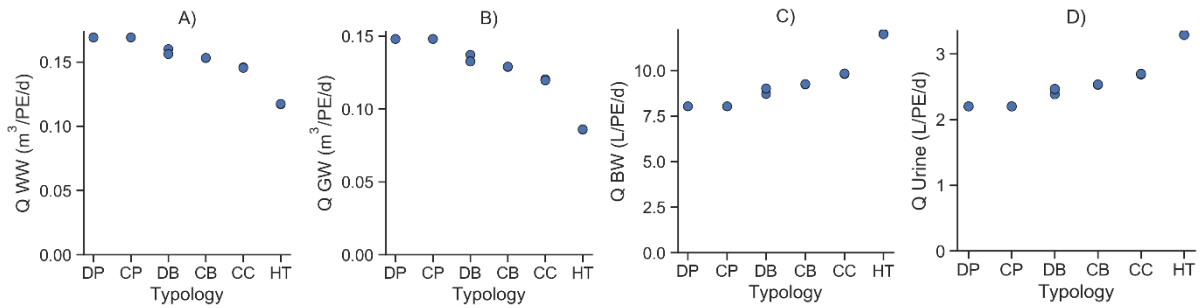 A)
Q WW (m³/PE/d)
0.15
0.10
0.05
0.00
DP CP DB CB CC HT
Typology
B)
Q GW (m³/PE/d)
0.15
0.10
0.05
0.00
DP CP DB CB CC HT
Typology
C)
Q BW (L/PE/d)
10.0
7.5
5.0
2.5
0.0
DP CP DB CB CC HT
Typology
D)
Q Urine (L/PE/d)
3
2
1
0
DP CP DB CB CC HT
Typology